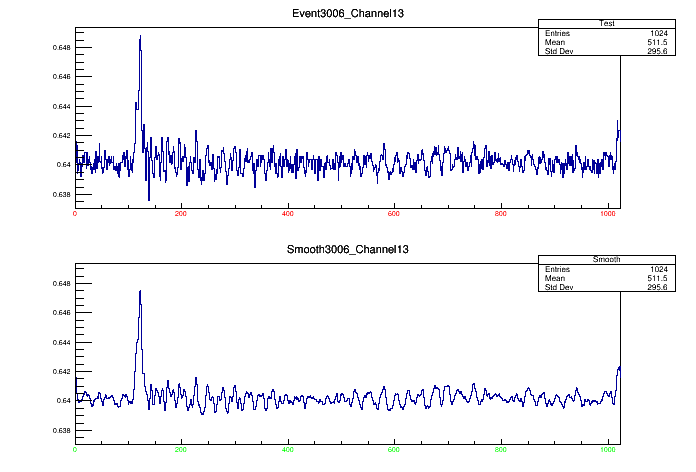 Event3006_Channel13
Test
Entries 1024
Mean 511.5
Std Dev 295.6
0.648
0.646
0.644
0.642
0.64
0.638
0 200 400 600 800 1000
Smooth3006_Channel13
Smooth
Entries 1024
Mean 511.5
Std Dev 295.6
0.648
0.646
0.644
0.642
0.64
0.638
0 200 400 600 800 1000